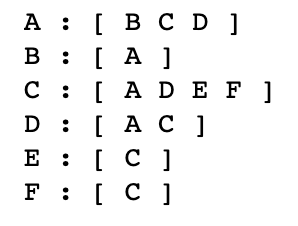 A : [ B C D ]
B : [ A ]
C : [ A D E F ]
D : [ A C ]
E : [ C ]
F : [ C ]